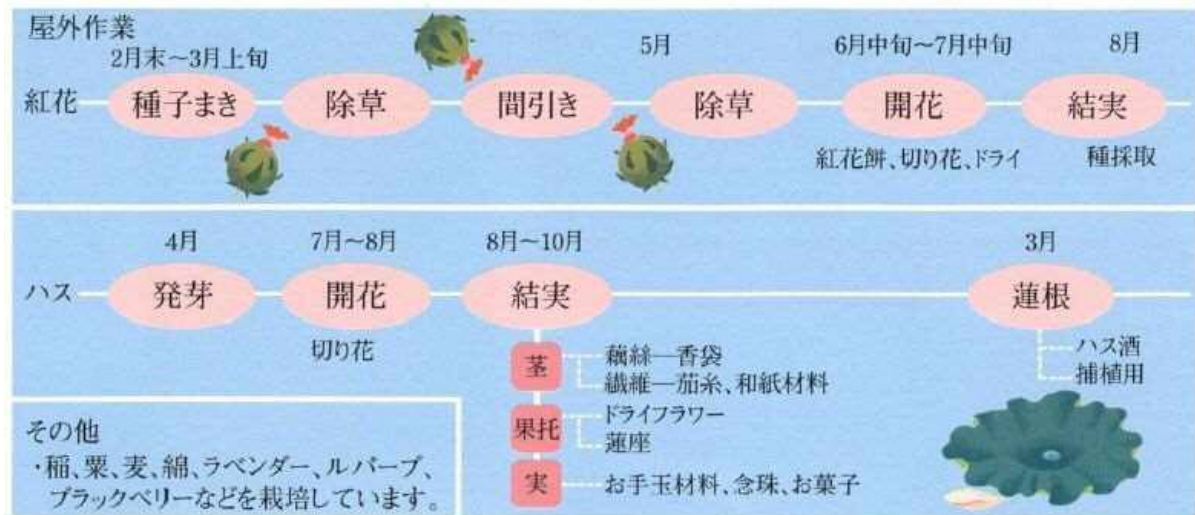 屋外作業
2月末～3月上旬
5月
6月中旬～7月中旬
8月
紅花
種子まき
除草
間引き
除草
開花
結実
紅花餅、切り花、ドライ
種採取
4月
7月～8月
8月～10月
3月
ハス
発芽
開花
結実
蓮根
切り花
茎
藕絲―香袋
繊維―茄糸、和紙材料
果托
ドライフラワー
蓮座
実
お手玉材料、念珠、お菓子
ハス酒
捕植用
その他
・稲、粟、麦、綿、ラベンダー、ルバーブ、
ブラックベリーなどを栽培しています。